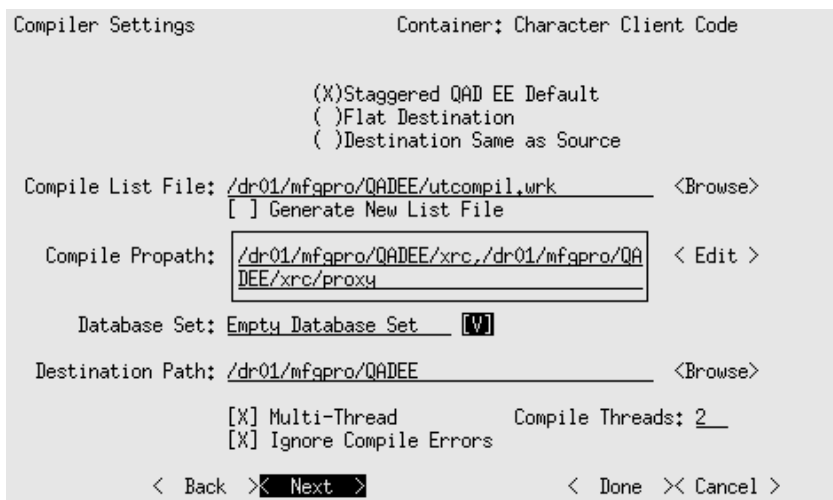 Compiler Settings Container: Character Client Code
(X)Staggered QAD EE Default
( )Flat Destination
( )Destination Same as Source
Compile List File: /dr01/mfgpro/QADEE/utcompil.wrk <Browse>
[ ] Generate New List File
Compile Propath: /dr01/mfgpro/QADEE/xrc,/dr01/mfgpro/QA < Edit >
DEE/xrc/proxy
Database Set: Empty Database Set [V]
Destination Path: /dr01/mfgpro/QADEE <Browse>
[X] Multi-Thread Compile Threads: 2
[X] Ignore Compile Errors
< Back >< Next > < Done >< Cancel >